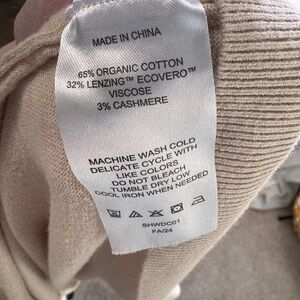 MADE IN CHINA
65% ORGANIC COTTON
32% LENZING™ ECOVERO™
VISCOSE
3% CASHMERE
MACHINE WASH COLD
DELICATE CYCLE WITH
LIKE COLORS
DO NOT BLEACH
TUMBLE DRY LOW
COOL IRON WHEN NEEDED
SHWDC01
FA/24